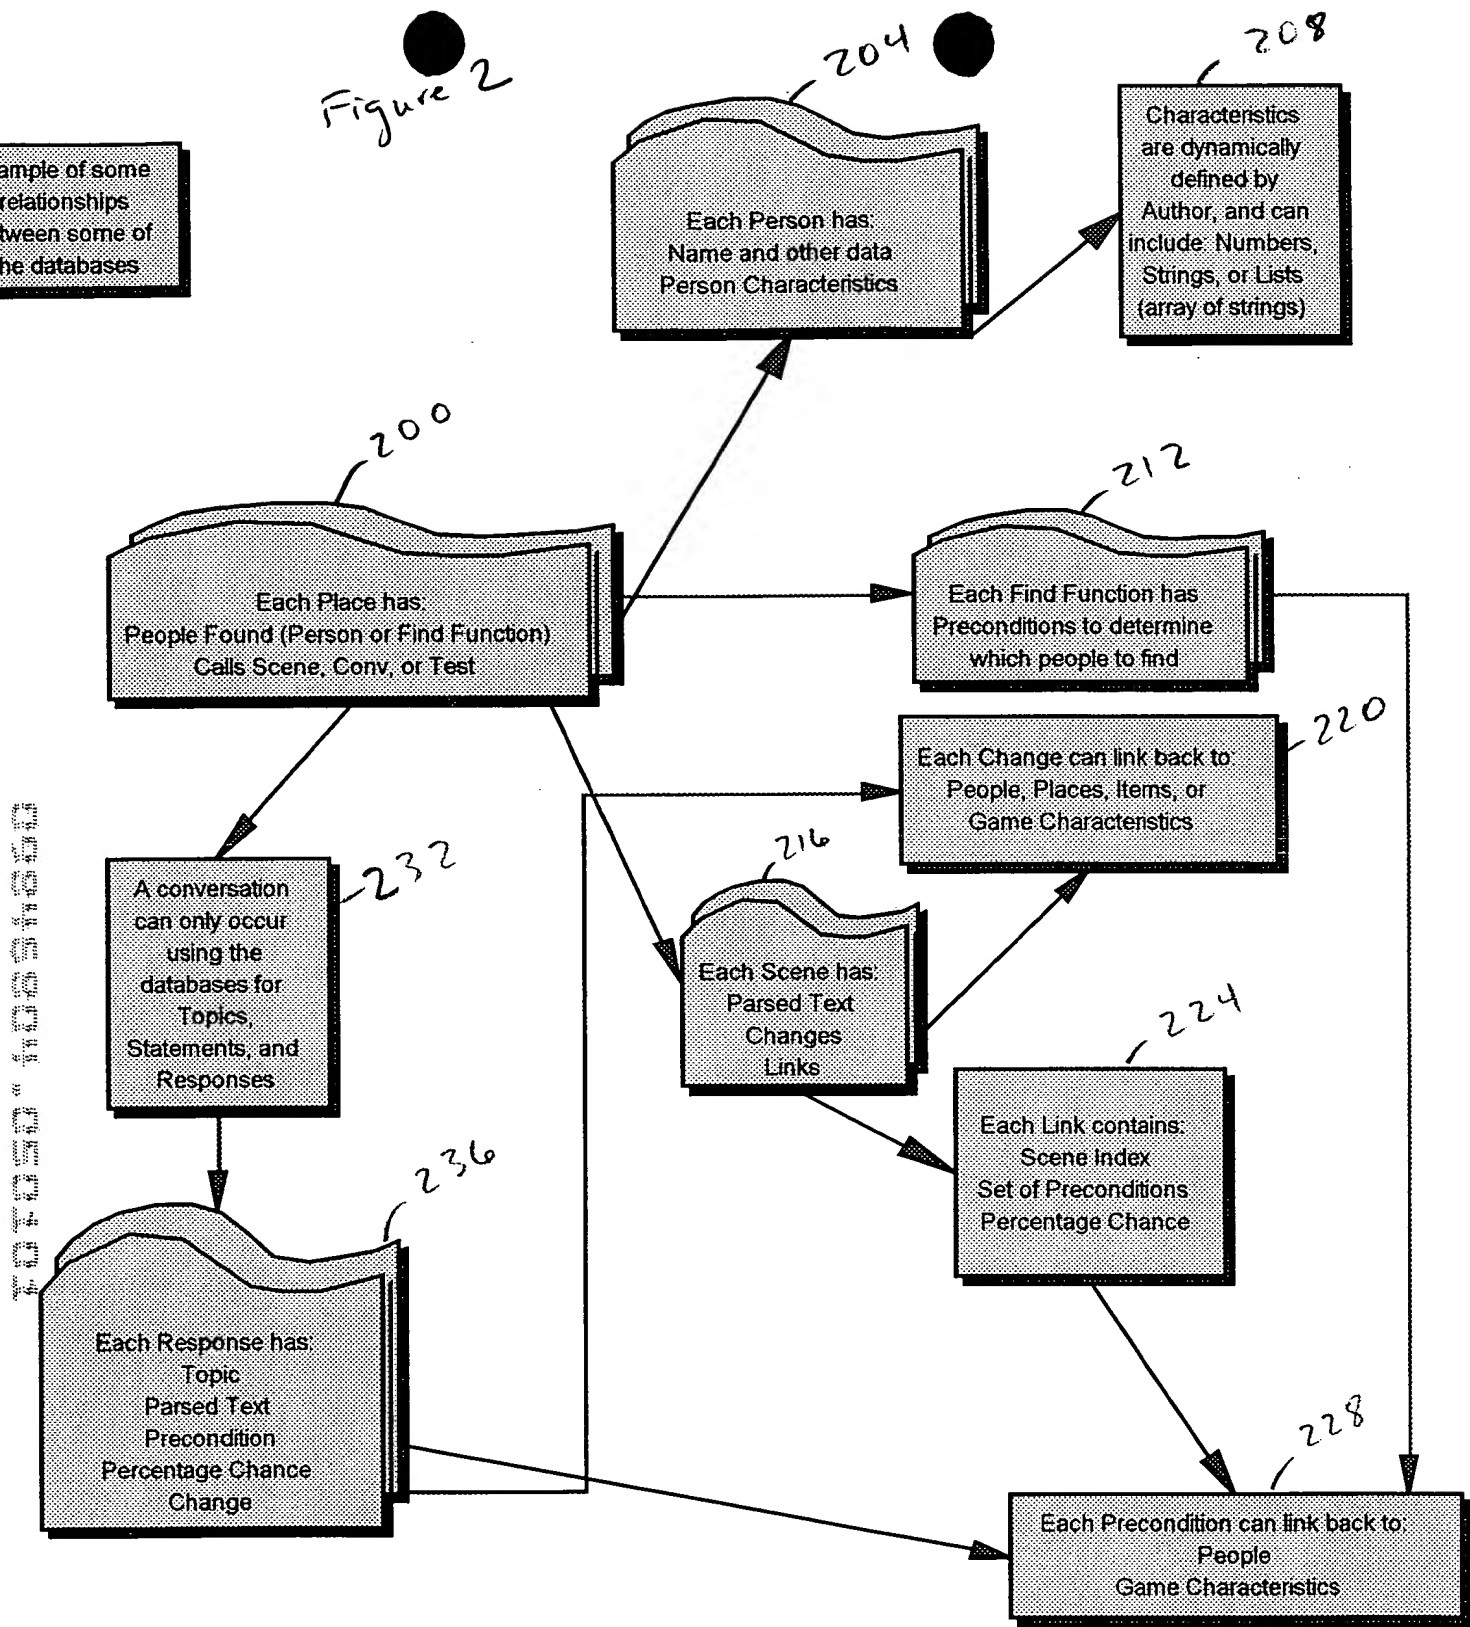 Figure 2
ample of some
relationships
tween some of
he databases
204
Each Person has:
Name and other data
Person Characteristics
208
Characteristics
are dynamically
defined by
Author, and can
include: Numbers,
Strings, or Lists
(array of strings)
200
Each Place has:
People Found (Person or Find Function)
Calls Scene, Conv, or Test
212
Each Find Function has
Preconditions to determine
which people to find
220
Each Change can link back to:
People, Places, Items, or
Game Characteristics
232
A conversation
can only occur
using the
databases for
Topics,
Statements, and
Responses
216
Each Scene has:
Parsed Text
Changes
Links
224
Each Link contains:
Scene Index
Set of Preconditions
Percentage Chance
236
Each Response has:
Topic
Parsed Text
Precondition
Percentage Chance
Change
228
Each Precondition can link back to:
People
Game Characteristics